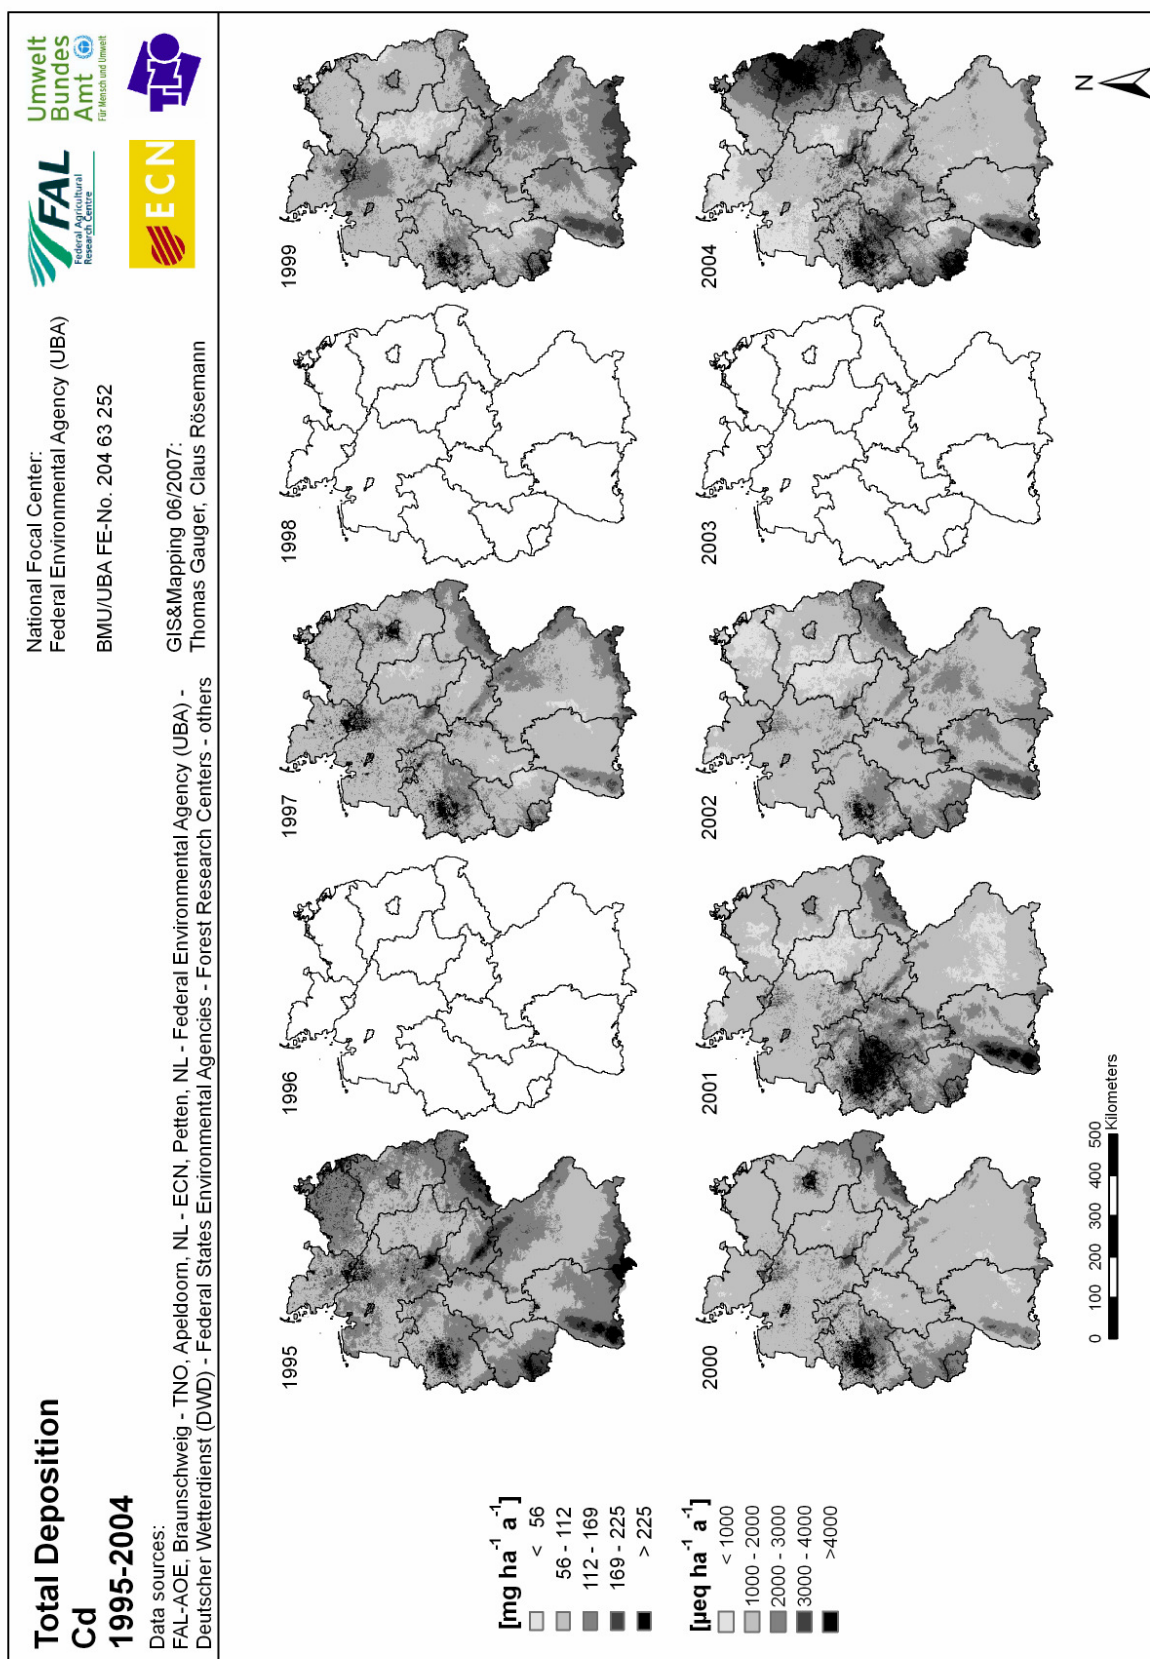 Total Deposition
Cd
1995-2004
Data sources:
FAL-AOE, Braunschweig - TNO, Apeldoorn, NL - ECN, Petten, NL - Federal Environmental Agency (UBA) -
Deutscher Wetterdienst (DWD) - Federal States Environmental Agencies - Forest Research Centers - others
National Focal Center:
Federal Environmental Agency (UBA)
BMU/UBA FE-No. 204 63 252
GIS&Mapping 06/2007:
Thomas Gauger, Claus Rösemann
FAL
Federal Agricultural
Research Centre
Umwelt
Bundes
Amt
Für Mensch und Umwelt
ECN
TNO
[mg ha⁻¹ a⁻¹]
< 56
56 - 112
112 - 169
169 - 225
> 225
[µeq ha⁻¹ a⁻¹]
< 1000
1000 - 2000
2000 - 3000
3000 - 4000
>4000
1995
1996
1997
1998
1999
2000
2001
2002
2003
2004
0 100 200 300 400 500
Kilometers
N